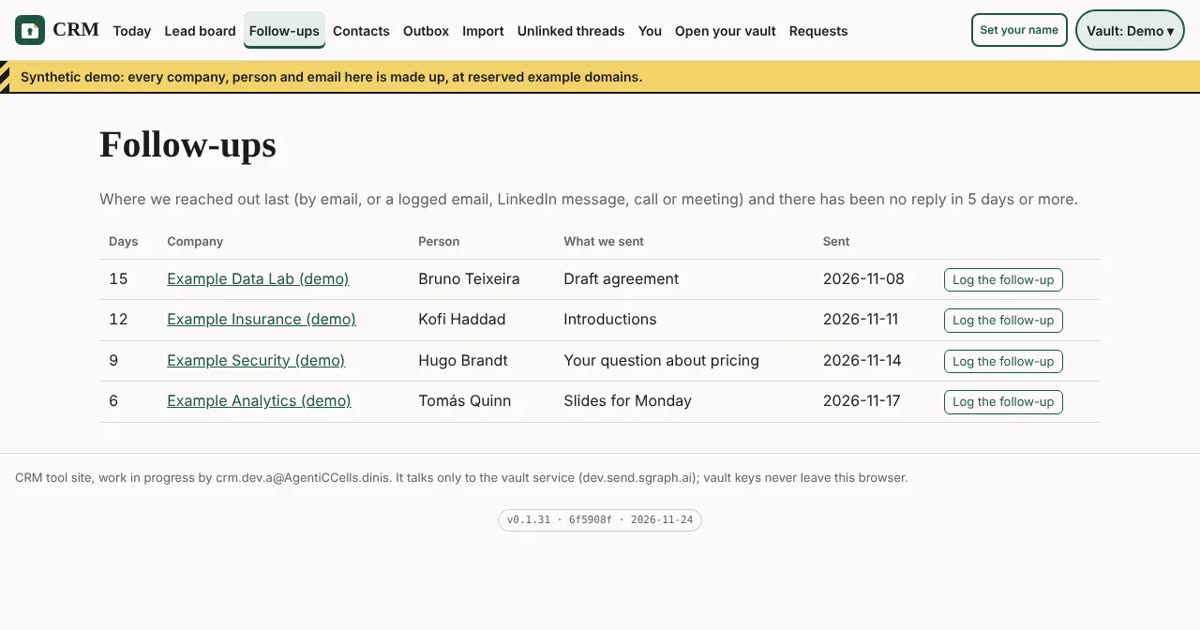 CRM Today Lead board Follow-ups Contacts Outbox Import Unlinked threads You Open your vault Requests Set your name Vault: Demo ▾
Synthetic demo: every company, person and email here is made up, at reserved example domains.
Follow-ups
Where we reached out last (by email, or a logged email, LinkedIn message, call or meeting) and there has been no reply in 5 days or more.
Days Company Person What we sent Sent
15 Example Data Lab (demo) Bruno Teixeira Draft agreement 2026-11-08 Log the follow-up
12 Example Insurance (demo) Kofi Haddad Introductions 2026-11-11 Log the follow-up
9 Example Security (demo) Hugo Brandt Your question about pricing 2026-11-14 Log the follow-up
6 Example Analytics (demo) Tomás Quinn Slides for Monday 2026-11-17 Log the follow-up
CRM tool site, work in progress by crm.dev.a@AgentiCCells.dinis. It talks only to the vault service (dev.send.sgraph.ai); vault keys never leave this browser.
v0.1.31 · 6f5908f · 2026-11-24